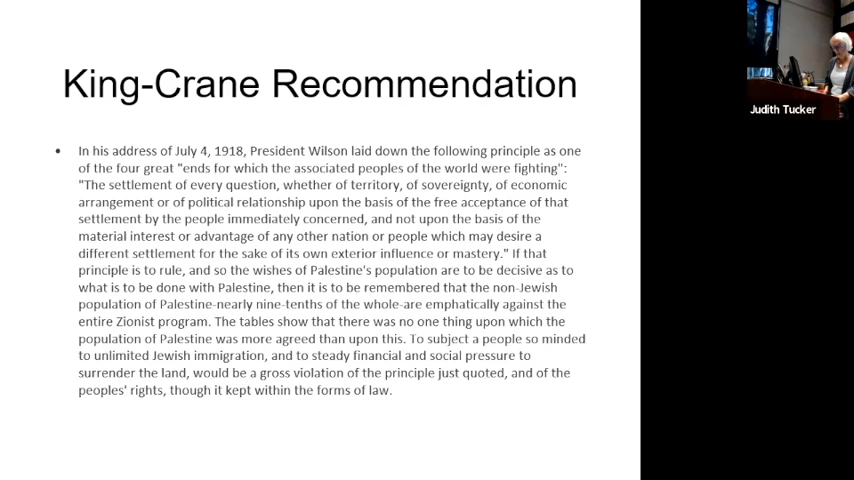 King-Crane Recommendation
• In his address of July 4, 1918, President Wilson laid down the following principle as one
of the four great "ends for which the associated peoples of the world were fighting":
"The settlement of every question, whether of territory, of sovereignty, of economic
arrangement or of political relationship upon the basis of the free acceptance of that
settlement by the people immediately concerned, and not upon the basis of the
material interest or advantage of any other nation or people which may desire a
different settlement for the sake of its own exterior influence or mastery." If that
principle is to rule, and so the wishes of Palestine's population are to be decisive as to
what is to be done with Palestine, then it is to be remembered that the non-Jewish
population of Palestine-nearly nine-tenths of the whole-are emphatically against the
entire Zionist program. The tables show that there was no one thing upon which the
population of Palestine was more agreed than upon this. To subject a people so minded
to unlimited Jewish immigration, and to steady financial and social pressure to
surrender the land, would be a gross violation of the principle just quoted, and of the
peoples' rights, though it kept within the forms of law.
Judith Tucker